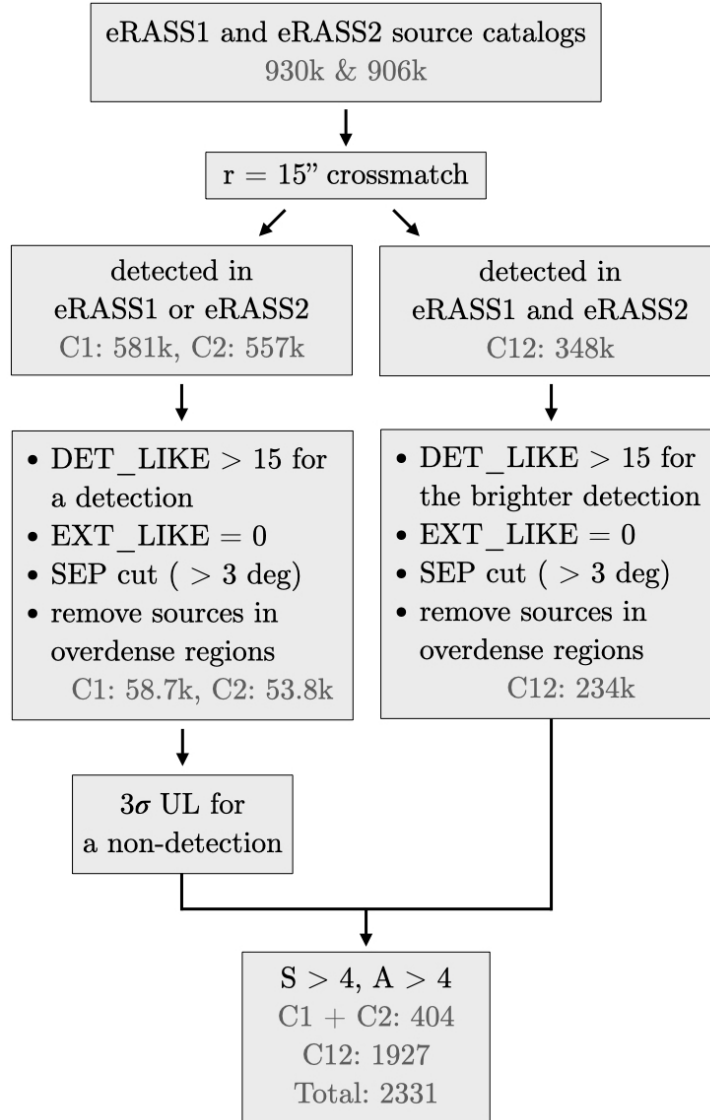 eRASS1 and eRASS2 source catalogs
930k & 906k
r = 15” crossmatch
detected in
eRASS1 or eRASS2
C1: 581k, C2: 557k
detected in
eRASS1 and eRASS2
C12: 348k
• DET_LIKE > 15 for
a detection
• EXT_LIKE = 0
• SEP cut ( > 3 deg)
• remove sources in
overdense regions
C1: 58.7k, C2: 53.8k
• DET_LIKE > 15 for
the brighter detection
• EXT_LIKE = 0
• SEP cut ( > 3 deg)
• remove sources in
overdense regions
C12: 234k
3σ UL for
a non-detection
S > 4, A > 4
C1 + C2: 404
C12: 1927
Total: 2331